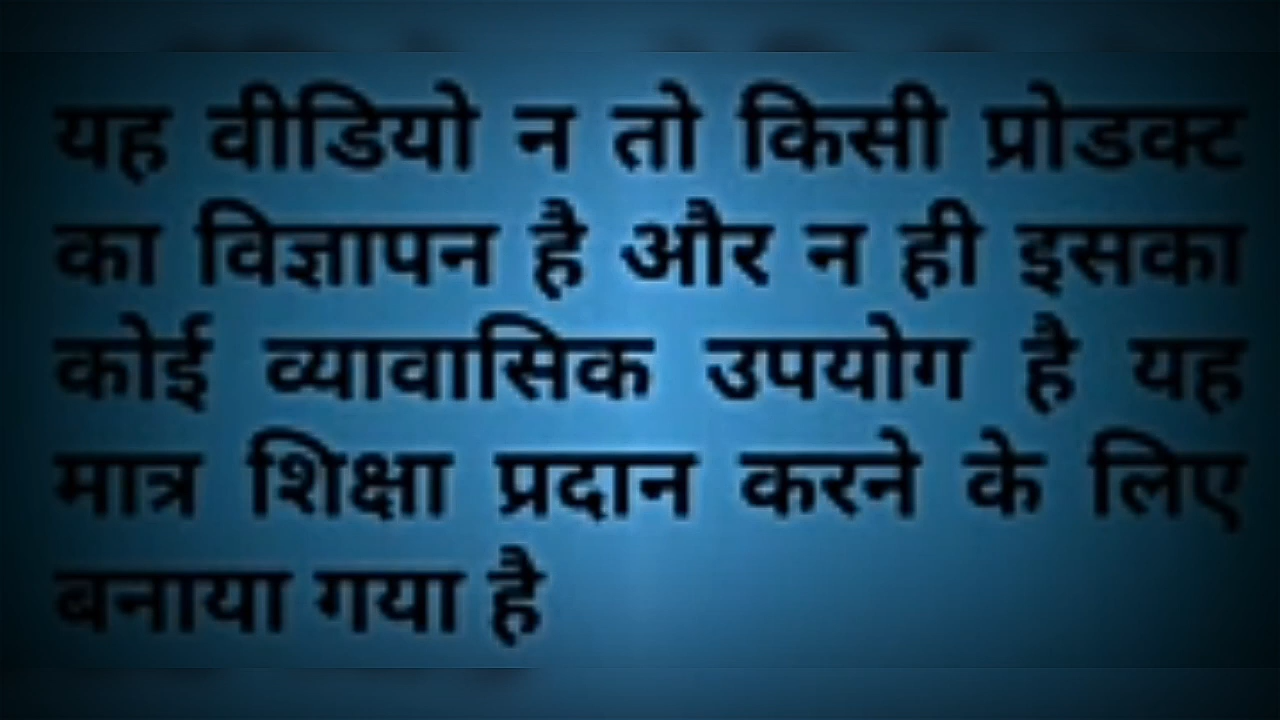 यह वीडियो न तो किसी प्रोडक्ट
का विज्ञापन है और न ही इसका
कोई व्यावासिक उपयोग है यह
मात्र शिक्षा प्रदान करने के लिए
बनाया गया है